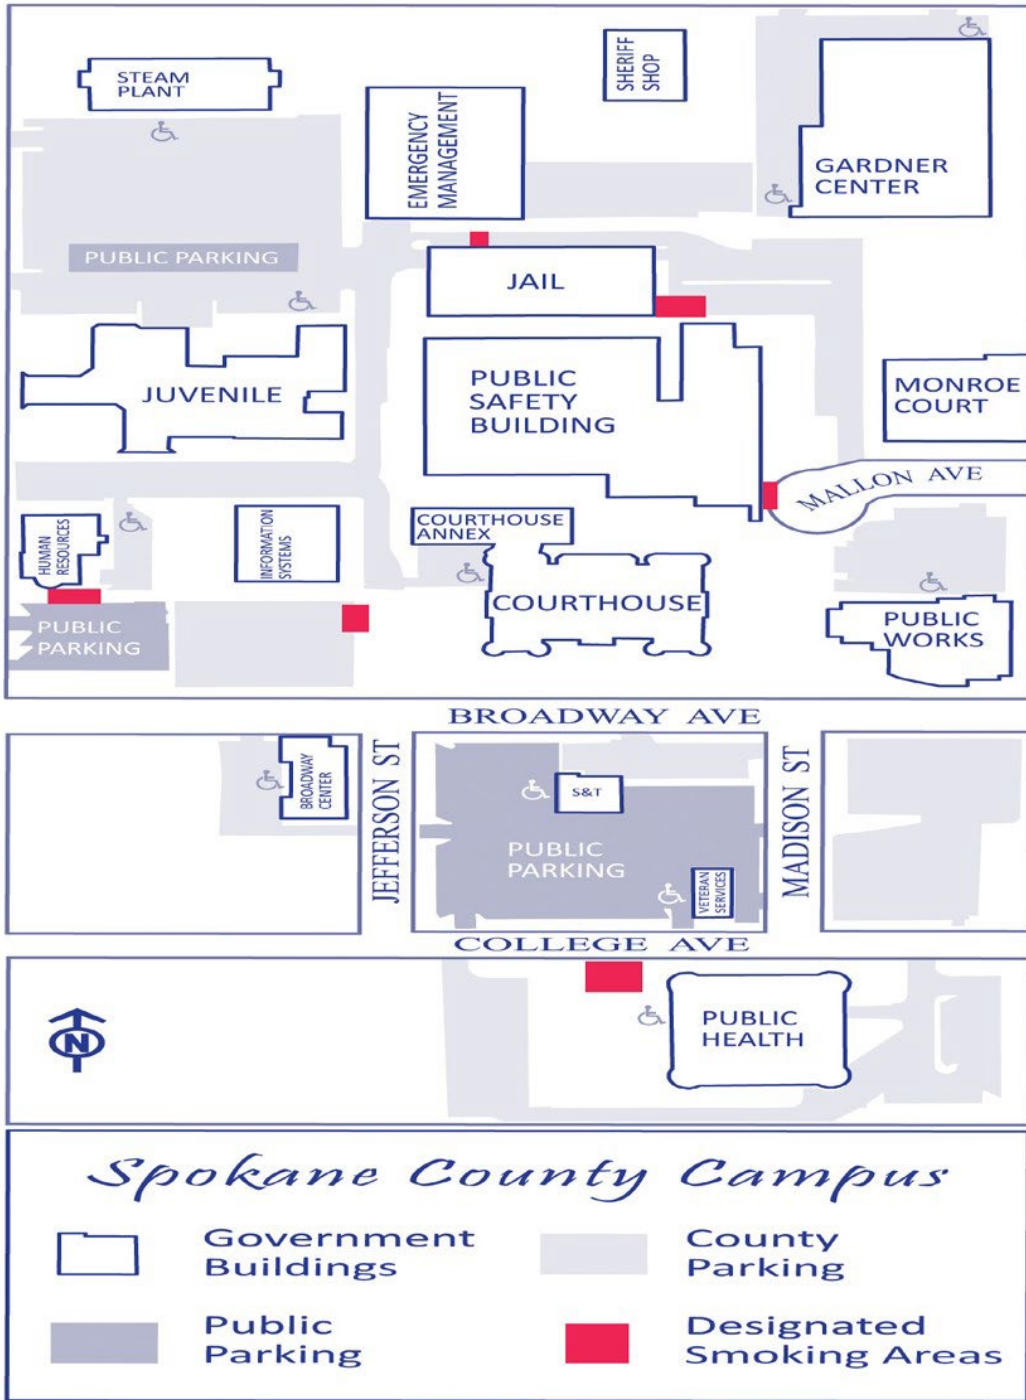 STEAM
PLANT
SHERIFF
SHOP
EMERGENCY
MANAGEMENT
GARDNER
CENTER
PUBLIC PARKING
JAIL
JUVENILE
PUBLIC
SAFETY
BUILDING
MONROE
COURT
MALLON AVE
HUMAN
RESOURCES
INFORMATION
SYSTEMS
COURTHOUSE
ANNEX
COURTHOUSE
PUBLIC
PARKING
PUBLIC
WORKS
BROADWAY AVE
BROADWAY
CENTER
JEFFERSON ST
S&T
PUBLIC
PARKING
VETERAN
SERVICES
MADISON ST
COLLEGE AVE
N
PUBLIC
HEALTH
Spokane County Campus
Government
Buildings
County
Parking
Public
Parking
Designated
Smoking Areas